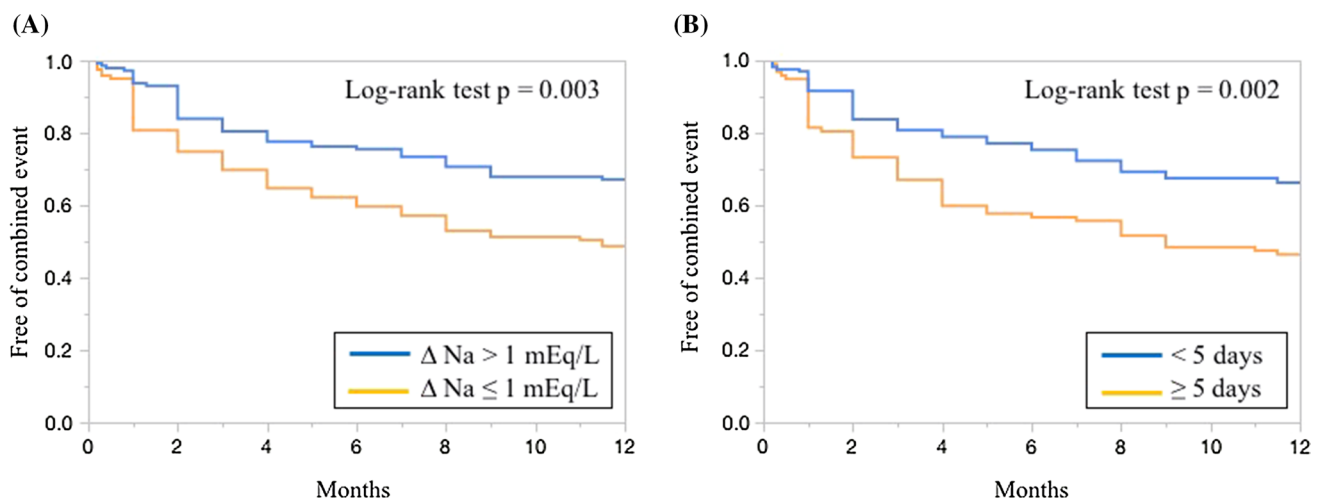 (A)
Free of combined event
1.0
0.8
0.6
0.4
0.2
0.0
Log-rank test p = 0.003
Δ Na > 1 mEq/L
Δ Na ≤ 1 mEq/L
0 2 4 6 8 10 12
Months
(B)
Free of combined event
1.0
0.8
0.6
0.4
0.2
0.0
Log-rank test p = 0.002
< 5 days
≥ 5 days
0 2 4 6 8 10 12
Months